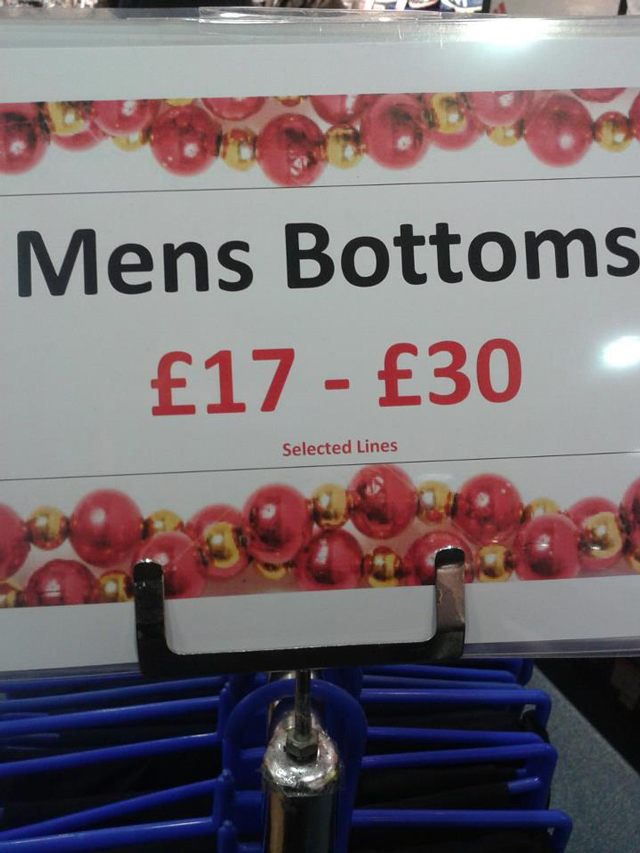 Mens Bottoms
£17 - £30
Selected Lines